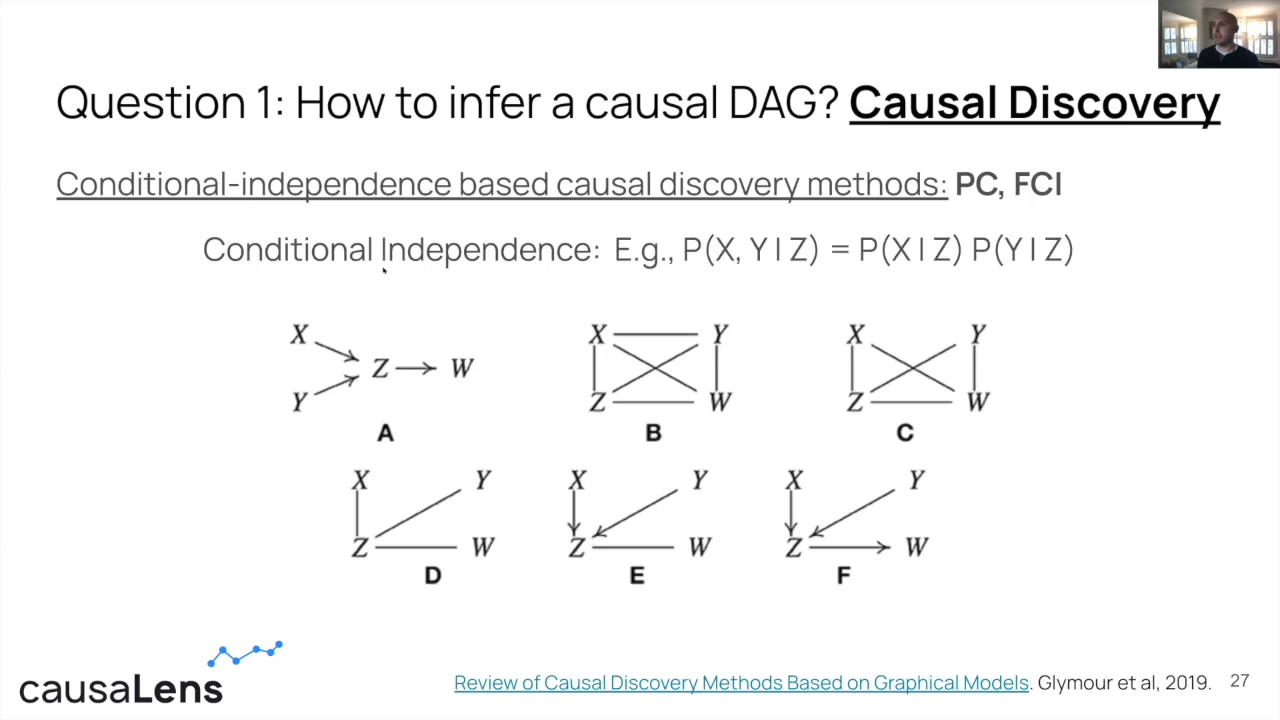 Question 1: How to infer a causal DAG? Causal Discovery
Conditional-independence based causal discovery methods: PC, FCI
Conditional Independence: E.g., P(X, Y | Z) = P(X | Z) P(Y | Z)
X
Z W
Y
A
X Y
Z W
B
X Y
Z W
C
X Y
Z W
D
X Y
Z W
E
X Y
Z W
F
causaLens
Review of Causal Discovery Methods Based on Graphical Models. Glymour et al, 2019.
27